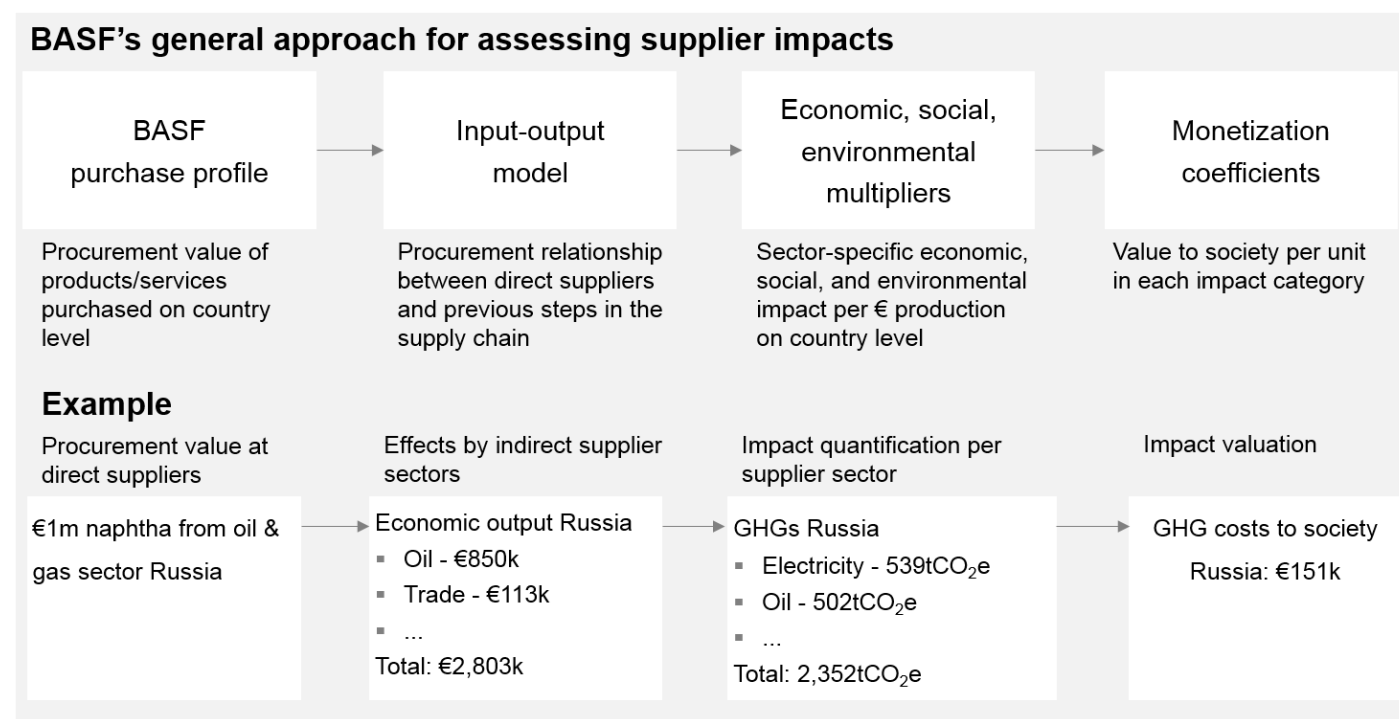 BASF's general approach for assessing supplier impacts
BASF
purchase profile
Input-output
model
Economic, social,
environmental
multipliers
Monetization
coefficients
Procurement value of
products/services
purchased on country
level
Procurement relationship
between direct suppliers
and previous steps in the
supply chain
Sector-specific economic,
social, and environmental
impact per € production
on country level
Value to society per unit
in each impact category
Example
Procurement value at
direct suppliers
Effects by indirect supplier
sectors
Impact quantification per
supplier sector
Impact valuation
€1m naphtha from oil &
gas sector Russia
Economic output Russia
▪ Oil - €850k
▪ Trade - €113k
▪ ...
Total: €2,803k
GHGs Russia
▪ Electricity - 539tCO₂e
▪ Oil - 502tCO₂e
▪ ...
Total: 2,352tCO₂e
GHG costs to society
Russia: €151k